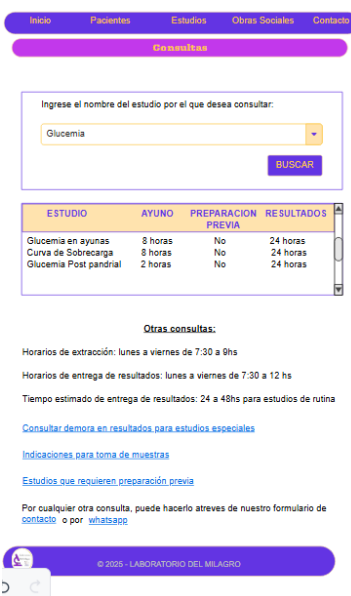 Inicio Pacientes Estudios Obras Sociales Contacto
Consultas
Ingrese el nombre del estudio por el que desea consultar:
Glucemia
BUSCAR
ESTUDIO AYUNO PREPARACION PREVIA RESULTADOS
Glucemia en ayunas 8 horas No 24 horas
Curva de Sobrecarga 8 horas No 24 horas
Glucemia Post pandrial 2 horas No 24 horas
Otras consultas:
Horarios de extracción: lunes a viernes de 7:30 a 9hs
Horarios de entrega de resultados: lunes a viernes de 7:30 a 12 hs
Tiempo estimado de entrega de resultados: 24 a 48hs para estudios de rutina
Consultar demora en resultados para estudios especiales
Indicaciones para toma de muestras
Estudios que requieren preparación previa
Por cualquier otra consulta, puede hacerlo atreves de nuestro formulario de
contacto o por whatsapp
© 2025 - LABORATORIO DEL MILAGRO